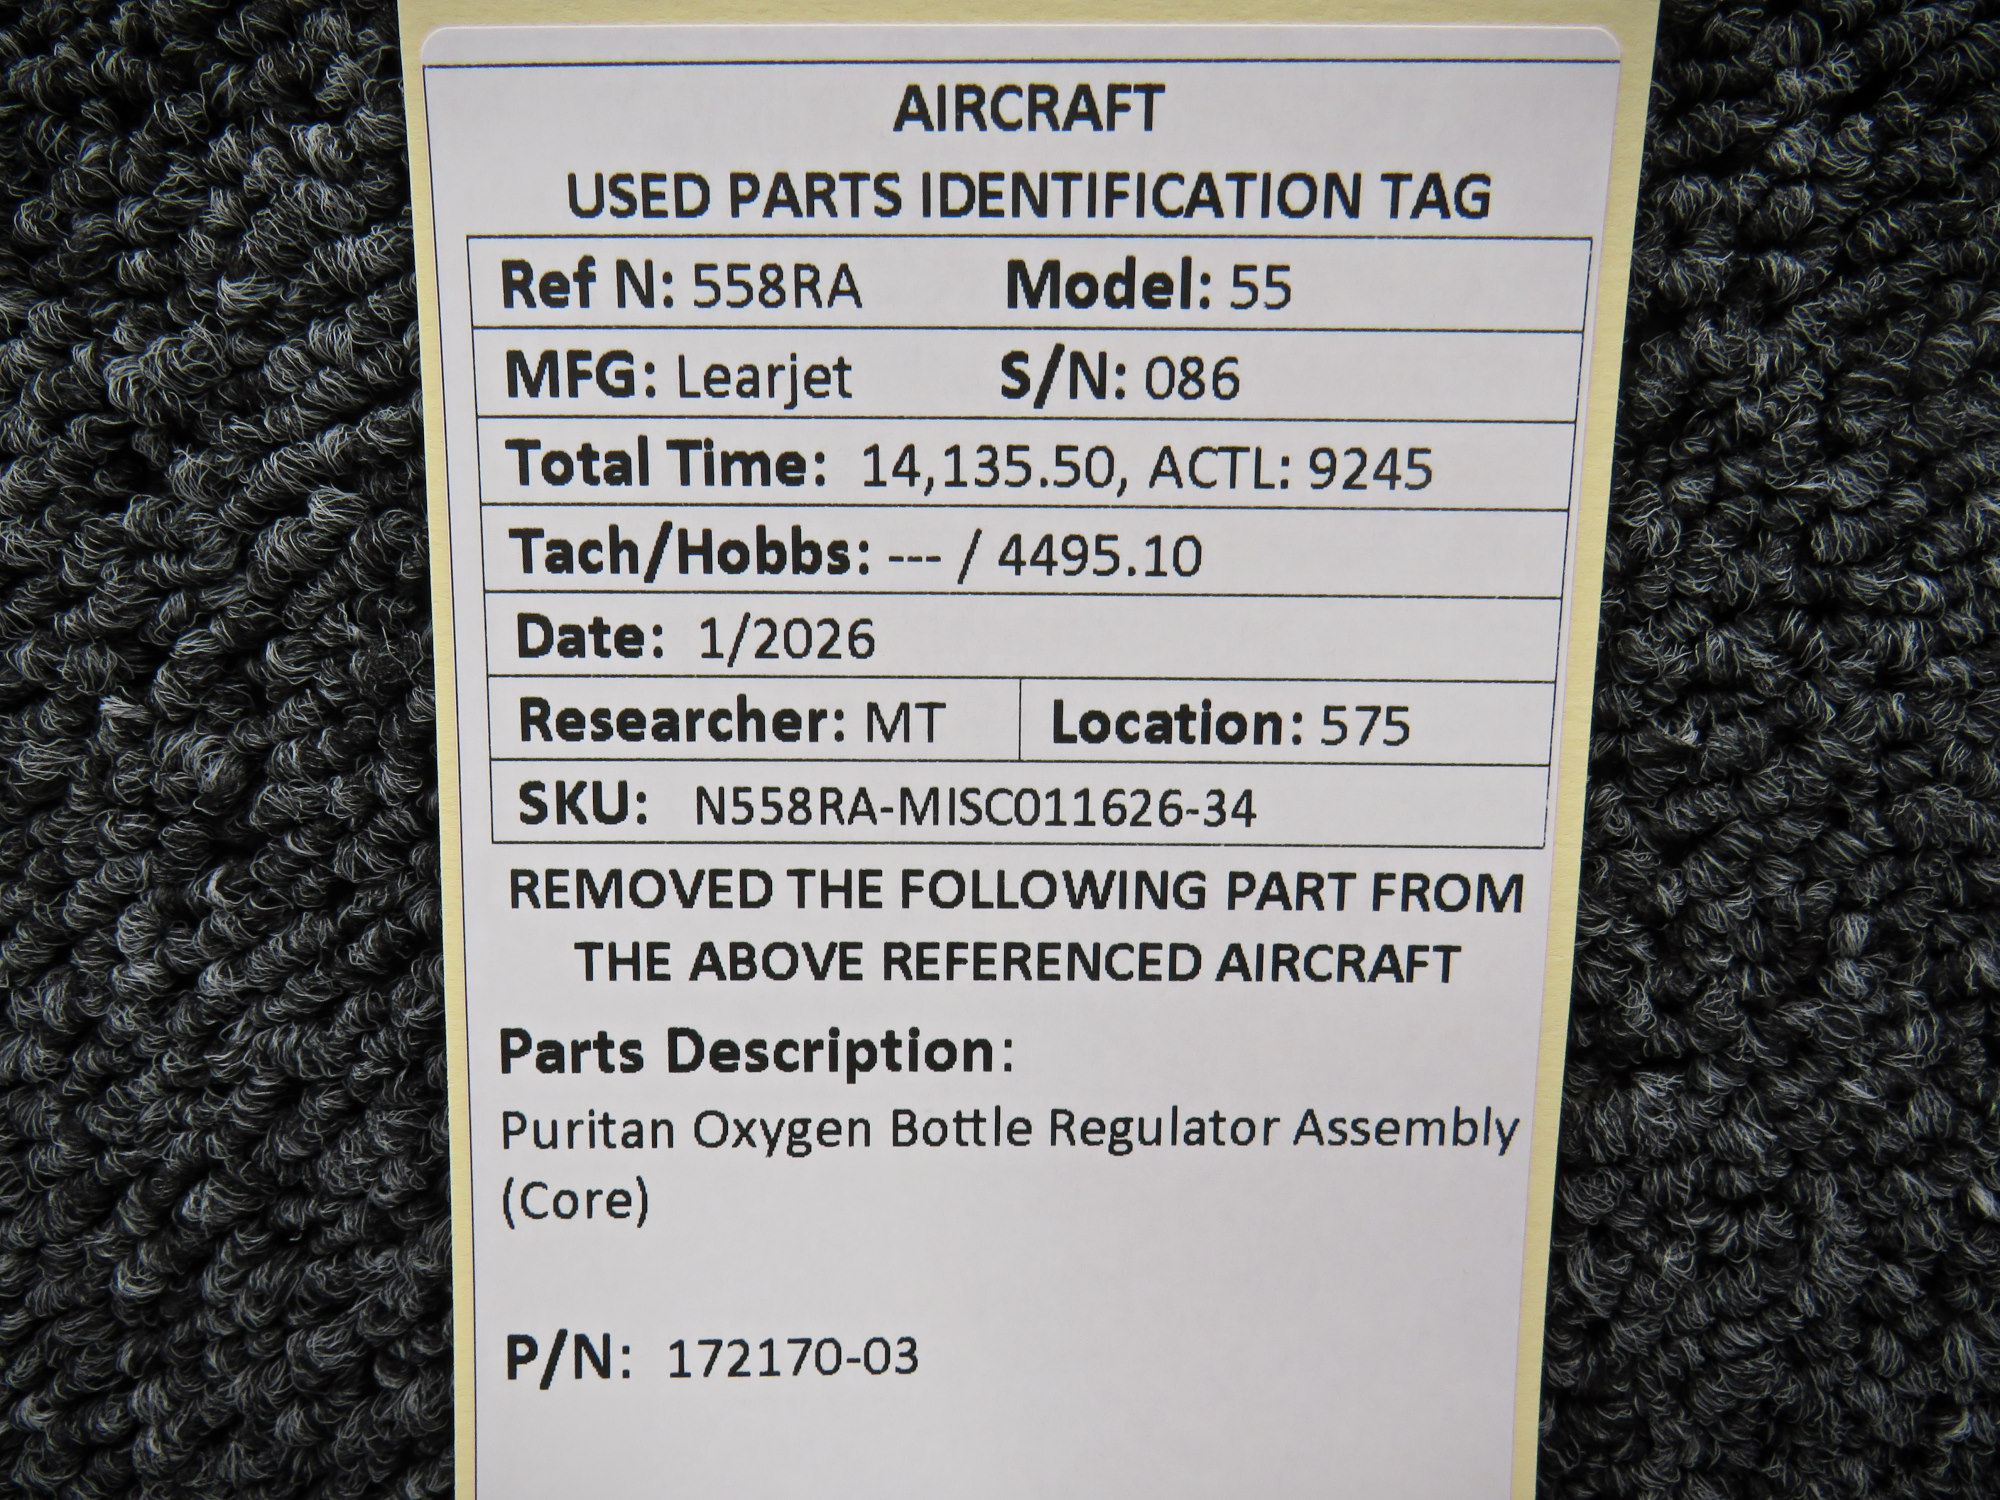 AIRCRAFT
USED PARTS IDENTIFICATION TAG
Ref N: 558RA Model: 55
MFG: Learjet S/N: 086
Total Time: 14,135.50, ACTL: 9245
Tach/Hobbs: --- / 4495.10
Date: 1/2026
Researcher: MT Location: 575
SKU: N558RA-MISC011626-34
REMOVED THE FOLLOWING PART FROM
THE ABOVE REFERENCED AIRCRAFT
Parts Description:
Puritan Oxygen Bottle Regulator Assembly
(Core)
P/N: 172170-03